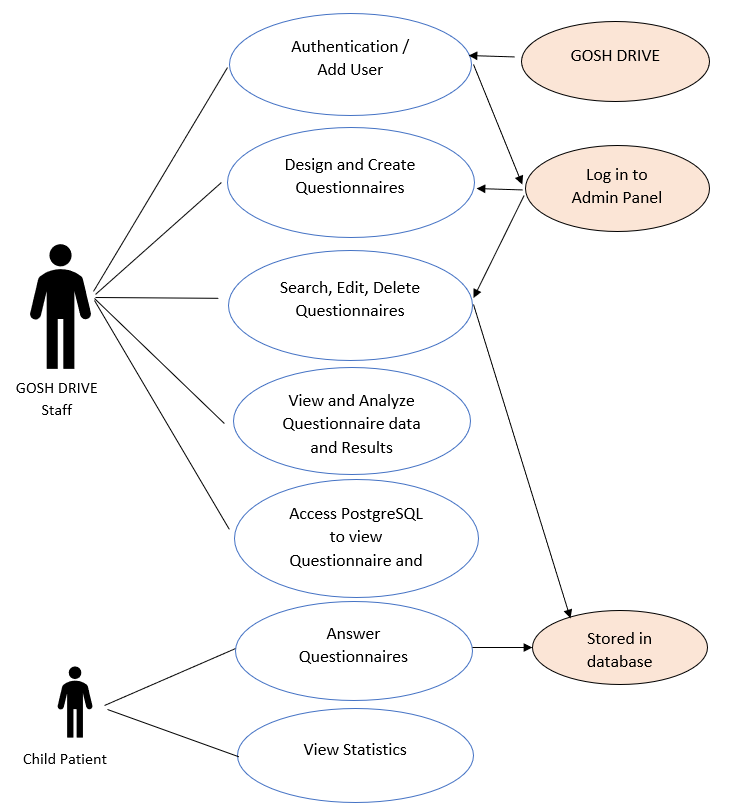 Authentication /
Add User
GOSH DRIVE
Design and Create
Questionnaires
Log in to
Admin Panel
Search, Edit, Delete
Questionnaires
GOSH DRIVE
Staff
View and Analyze
Questionnaire data
and Results
Access PostgreSQL
to view
Questionnaire and
Answer
Questionnaires
Stored in
database
Child Patient
View Statistics